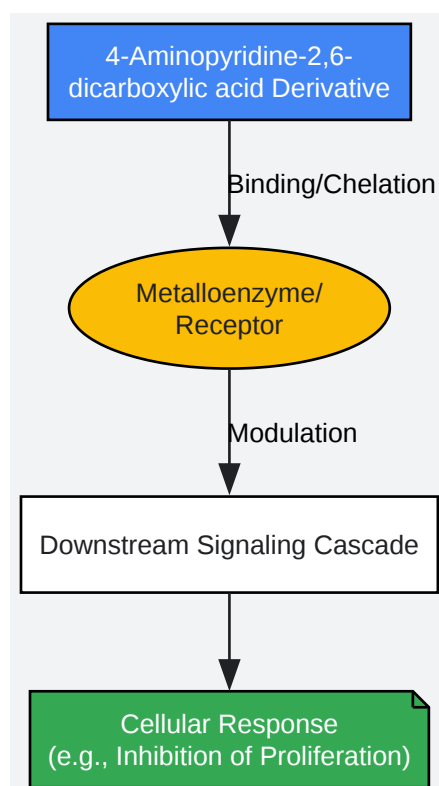 4-Aminopyridine-2,6-
dicarboxylic acid Derivative
Binding/Chelation
Metalloenzyme/
Receptor
Modulation
Downstream Signaling Cascade
Cellular Response
(e.g., Inhibition of Proliferation)